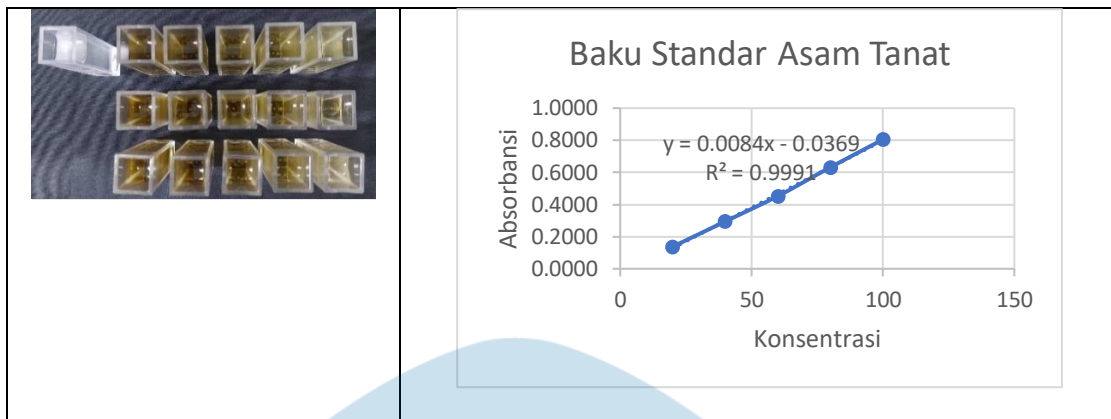 Baku Standar Asam Tanat
1.0000
0.8000
0.6000
0.4000
0.2000
0.0000
y = 0.0084x - 0.0369
R² = 0.9991
Absorbansi
0 50 100 150
Konsentrasi